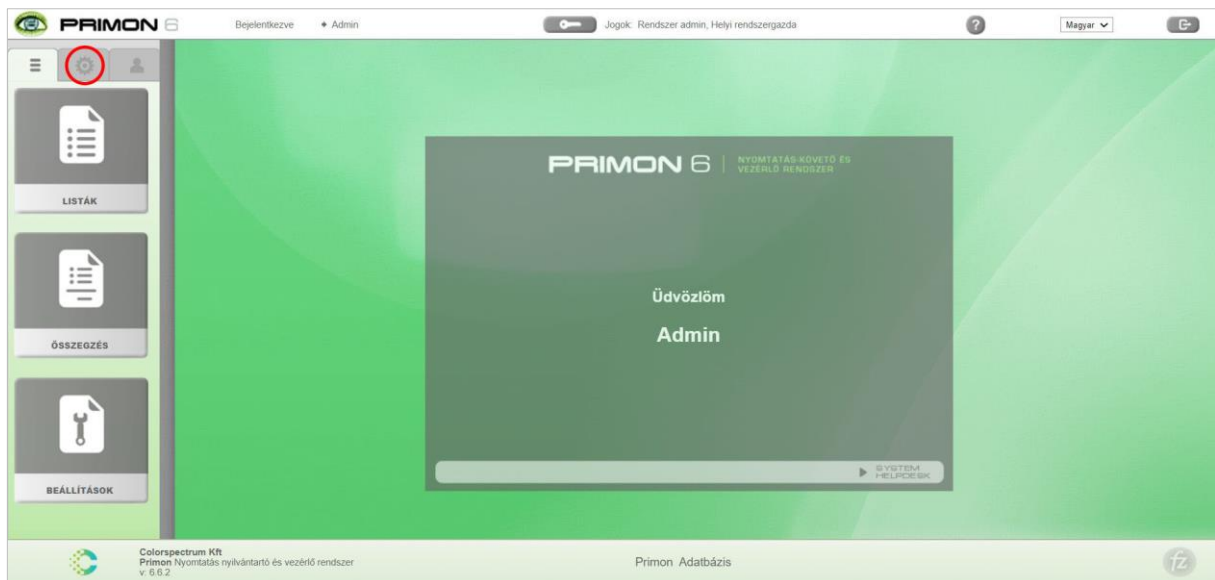 PRIMON 6
Bejelentkezve
Admin
Jogok: Rendszer admin, Helyi rendszergazda
?
Magyar
LISTÁK
ÖSSZEGZÉS
BEÁLLÍTÁSOK
PRIMON 6
NYOMTATÁS-KÖVETŐ ÉS
VEZÉRLŐ RENDSZER
Üdvözlöm
Admin
SYSTEM
HELPDESK
Colorspectrum Kft
Primon Nyomtatás nyilvántartó és vezérlő rendszer
v: 6.6.2
Primon Adatbázis
fz